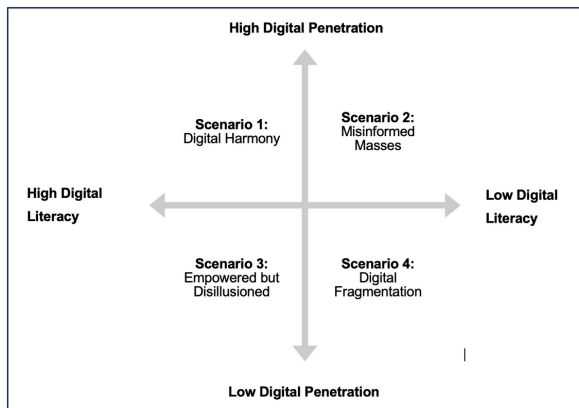 High Digital Penetration
Scenario 1:
Digital Harmony
Scenario 2:
Misinformed
Masses
High Digital
Literacy
Low Digital
Literacy
Scenario 3:
Empowered but
Disillusioned
Scenario 4:
Digital
Fragmentation
Low Digital Penetration